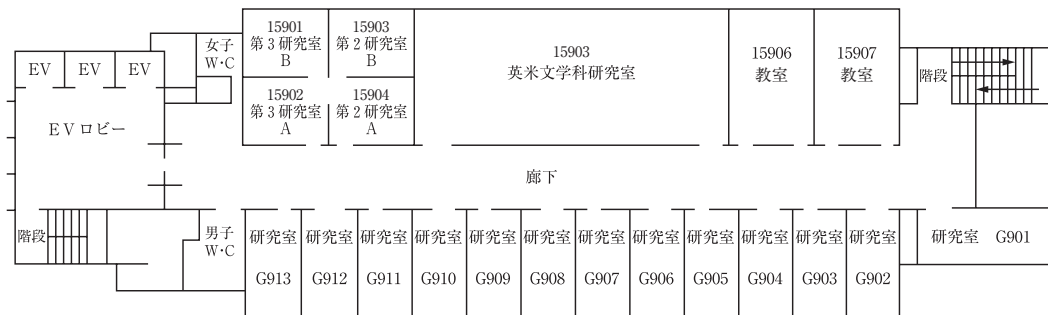 15901
第3研究室
B
15903
第2研究室
B
15903
英米文学科研究室
15906
教室
15907
教室
女子
W・C
EV
EV
EV
階段
15902
第3研究室
A
15904
第2研究室
A
EVロビー
廊下
階段
男子
W・C
研究室
G913
研究室
G912
研究室
G911
研究室
G910
研究室
G909
研究室
G908
研究室
G907
研究室
G906
研究室
G905
研究室
G904
研究室
G903
研究室
G902
研究室 G901